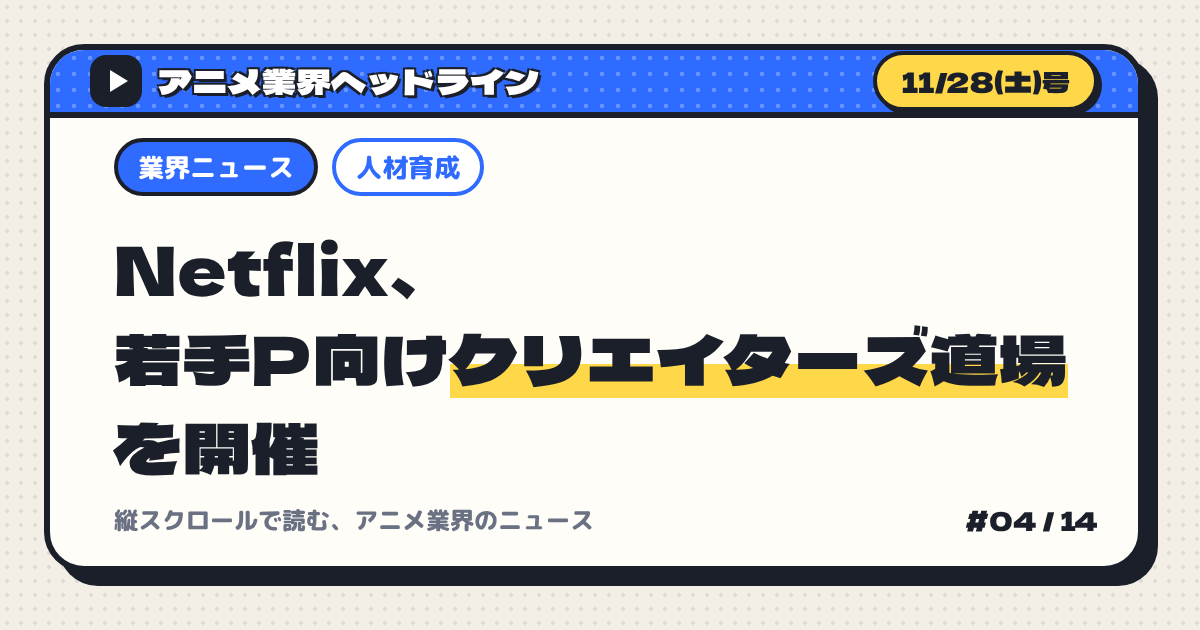 アニメ業界ヘッドライン
11/28(土)号
業界ニュース
人材育成
Netflix、
若手P向けクリエイターズ道場
を開催
縦スクロールで読む、アニメ業界のニュース
#04 / 14